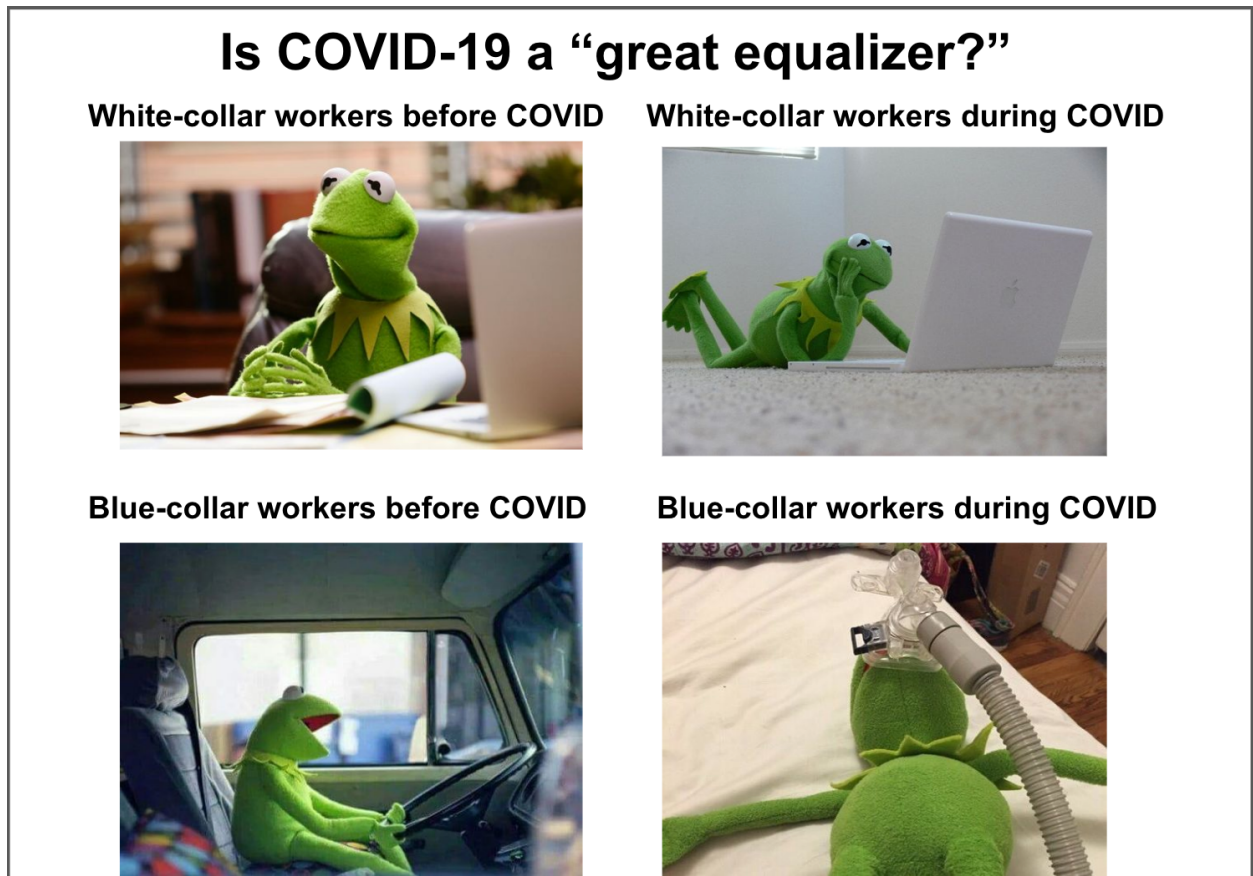 Is COVID-19 a “great equalizer?”
White-collar workers before COVID
White-collar workers during COVID
Blue-collar workers before COVID
Blue-collar workers during COVID